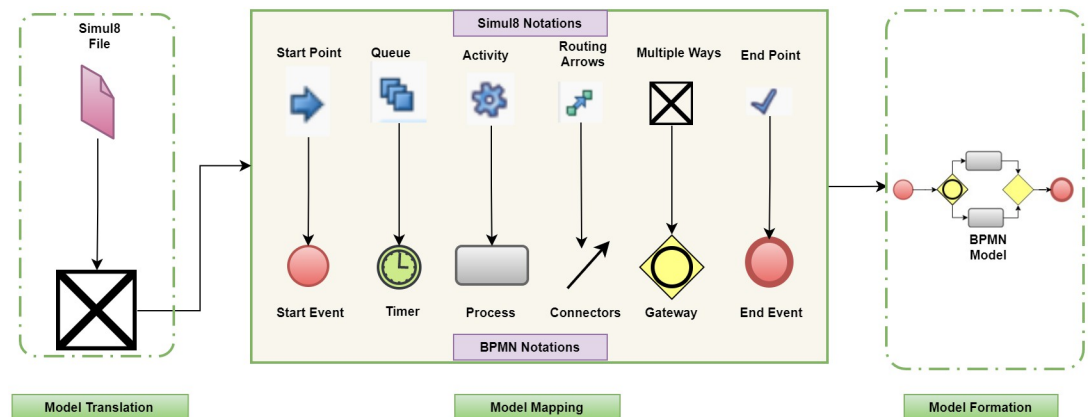 Simul8
File
Simul8 Notations
Start Point
Queue
Activity
Routing
Arrows
Multiple Ways
End Point
Start Event
Timer
Process
Connectors
Gateway
End Event
BPMN Notations
BPMN
Model
Model Translation
Model Mapping
Model Formation